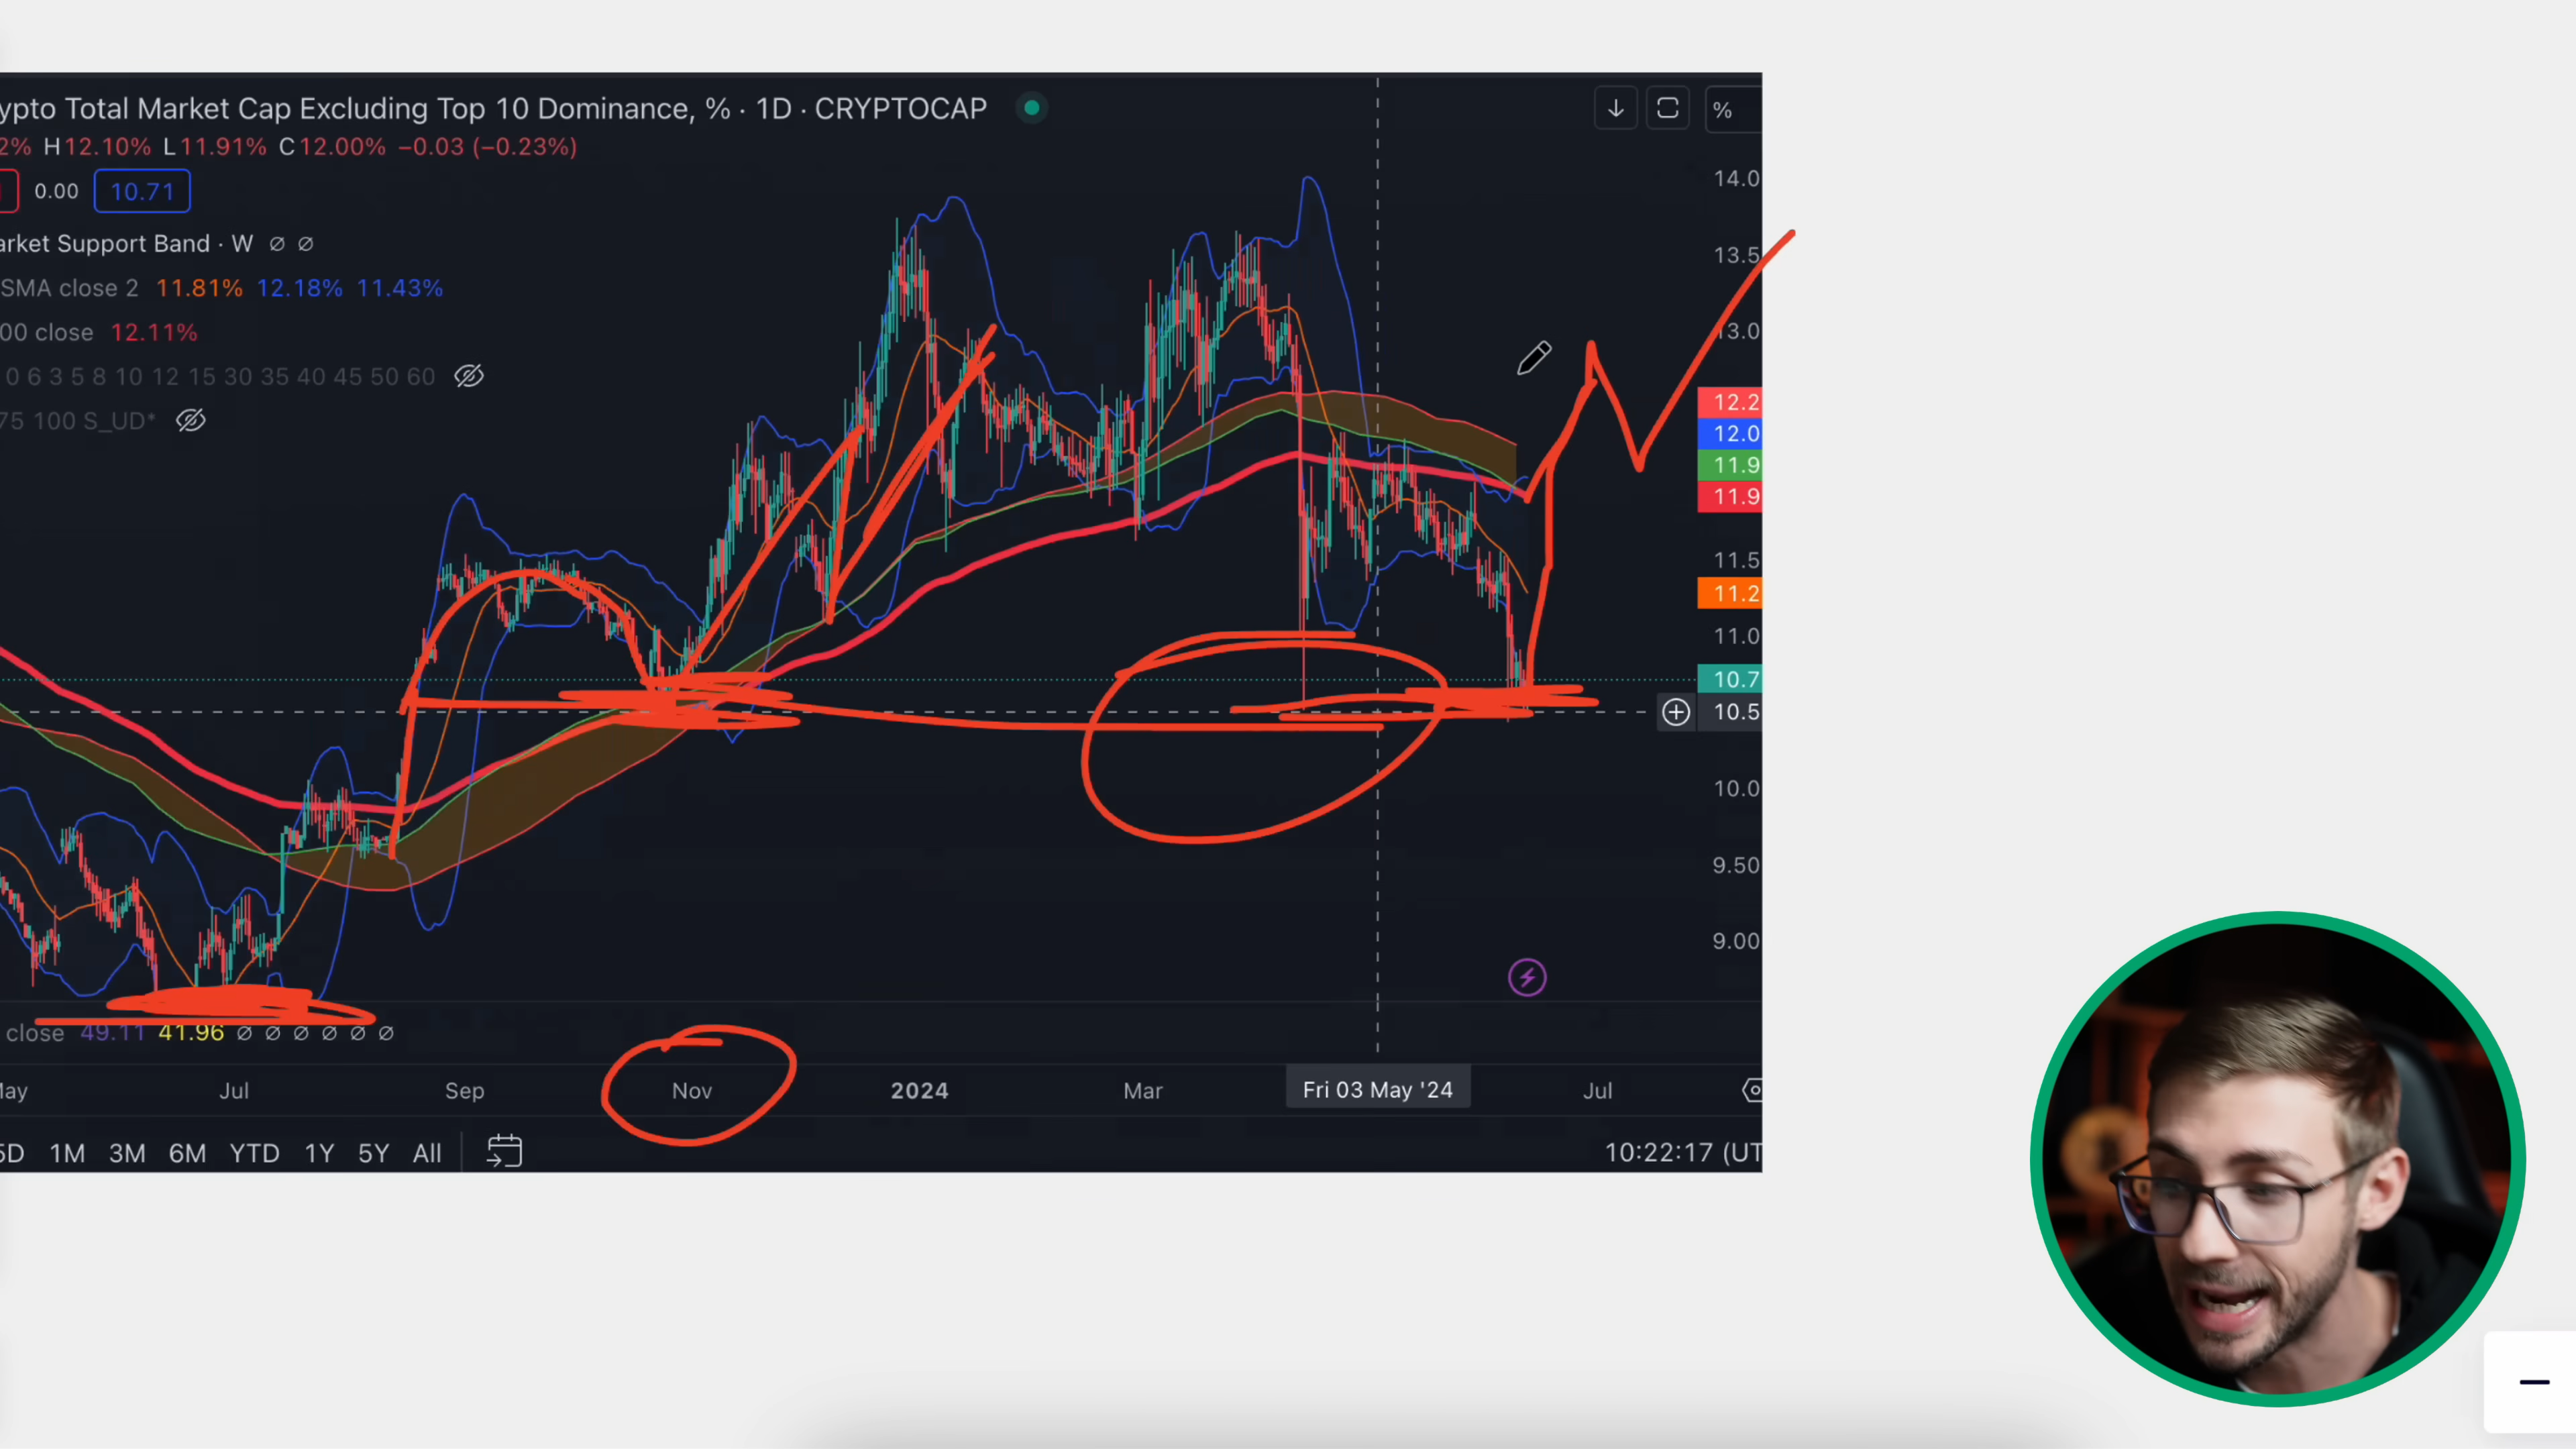 ypto Total Market Cap Excluding Top 10 Dominance, % · 1D · CRYPTOCAP
2% H12.10% L11.91% C12.00% −0.03 (−0.23%)
0.00 10.71
arket Support Band · W ∅ ∅
SMA close 2 11.81% 12.18% 11.43%
00 close 12.11%
0 6 3 5 8 10 12 15 30 35 40 45 50 60
75 100 S_UD*
%
14.0
13.5
13.0
12.2
12.0
11.9
11.9
11.5
11.2
11.0
10.7
10.5
10.0
9.50
9.00
close 49.11 41.96 ∅ ∅ ∅ ∅ ∅ ∅
May Jul Sep Nov 2024 Mar Fri 03 May '24 Jul
5D 1M 3M 6M YTD 1Y 5Y All
10:22:17 (UT